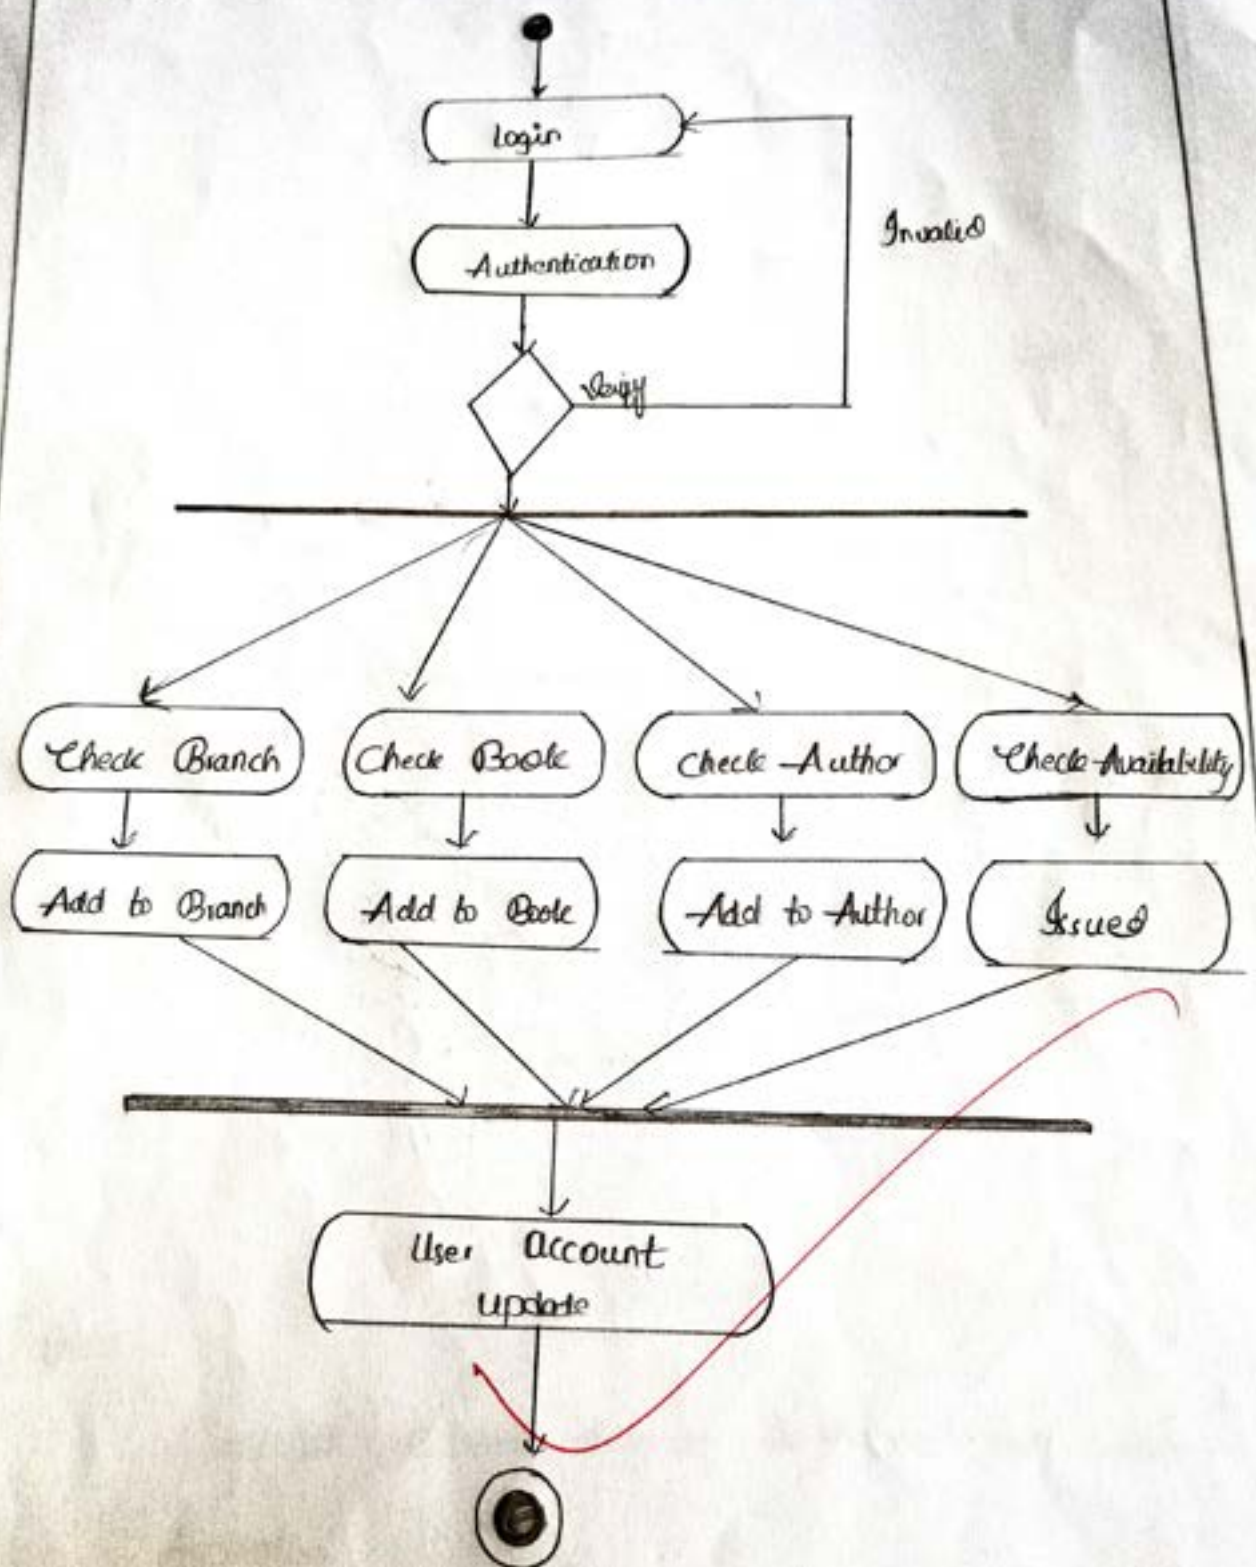 Login
Invalid
Authentication
Verify
Check Branch
Check Book
Check Author
Check Availability
Add to Branch
Add to Book
Add to Author
Issued
User account
update